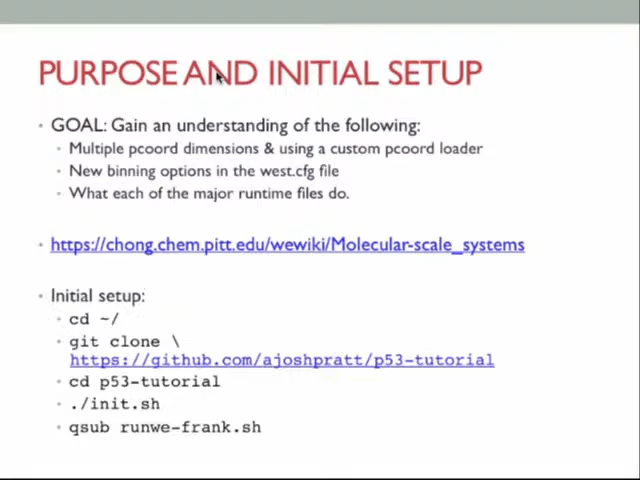 PURPOSE AND INITIAL SETUP
• GOAL: Gain an understanding of the following:
• Multiple pcoord dimensions & using a custom pcoord loader
• New binning options in the west.cfg file
• What each of the major runtime files do.
• https://chong.chem.pitt.edu/wewiki/Molecular-scale_systems
• Initial setup:
• cd ~/
• git clone \
https://github.com/ajoshpratt/p53-tutorial
• cd p53-tutorial
• ./init.sh
• qsub runwe-frank.sh